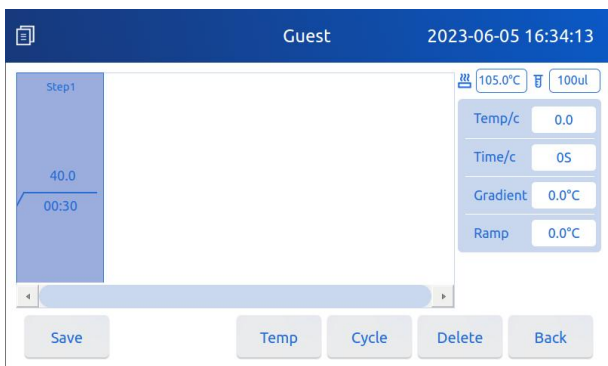 Guest 2023-06-05 16:34:13
Step1
40.0
00:30
105.0°C 100ul
Temp/c 0.0
Time/c 0S
Gradient 0.0°C
Ramp 0.0°C
Save Temp Cycle Delete Back